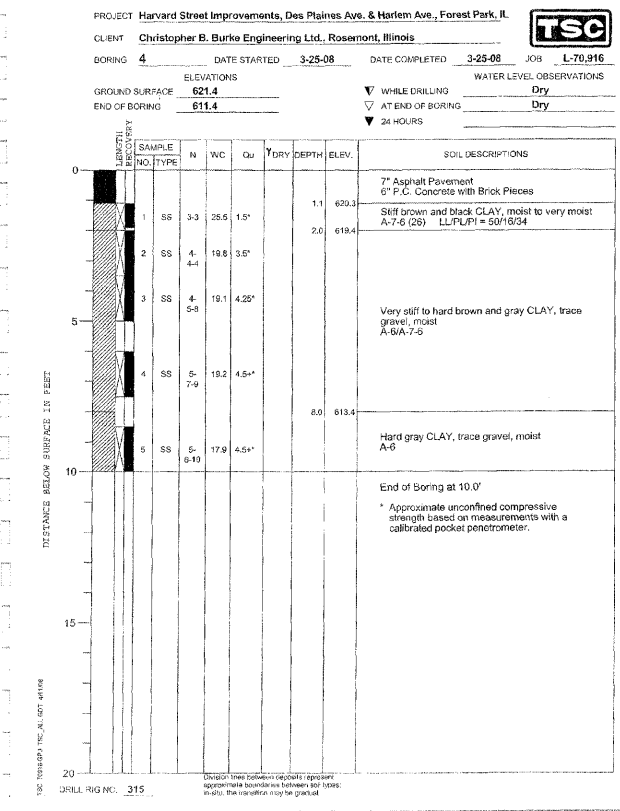 PROJECT Harvard Street Improvements, Des Plaines Ave. & Harlem Ave., Forest Park, IL
TSC
CLIENT Christopher B. Burke Engineering Ltd., Rosemont, Illinois
BORING 4 DATE STARTED 3-25-08 DATE COMPLETED 3-25-08 JOB L-70,916
ELEVATIONS WATER LEVEL OBSERVATIONS
GROUND SURFACE 621.4 WHILE DRILLING Dry
END OF BORING 611.4 AT END OF BORING Dry
24 HOURS
LENGTH RECOVERY SAMPLE NO. TYPE N WC Qu γDRY DEPTH ELEV. SOIL DESCRIPTIONS
0
7" Asphalt Pavement
6" P.C. Concrete with Brick Pieces
1.1 620.3
1 SS 3-3 25.5 1.5* Stiff brown and black CLAY, moist to very moist
A-7-6 (26) LL/PL/PI = 50/16/34
2.0 619.4
2 SS 4-4-4 19.8 3.5*
3 SS 4-5-8 19.1 4.25*
Very stiff to hard brown and gray CLAY, trace
gravel, moist
A-6/A-7-6
5
4 SS 5-7-9 19.2 4.5+*
8.0 613.4
Hard gray CLAY, trace gravel, moist
A-6
5 SS 5-6-10 17.9 4.5+*
10
End of Boring at 10.0'
* Approximate unconfined compressive
strength based on measurements with a
calibrated pocket penetrometer.
15
20
DISTANCE BELOW SURFACE IN FEET
DRILL RIG NO. 315
Division lines between deposits represent
approximate boundaries between soil types;
in-situ, the transition may be gradual.